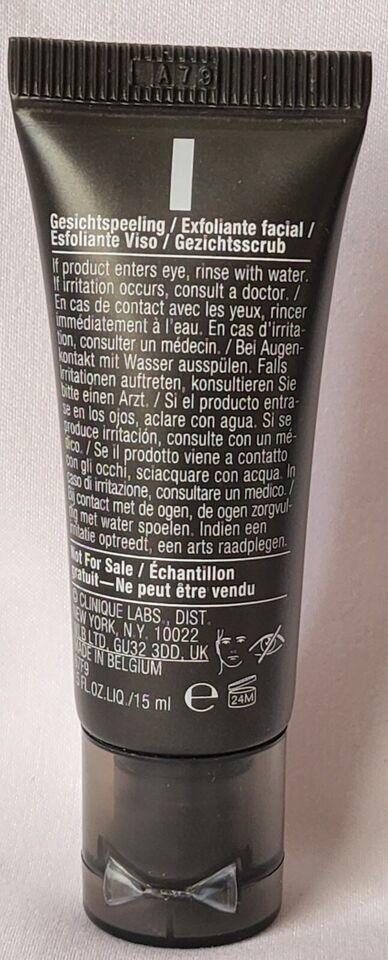 A79
Gesichtspeeling / Exfoliante facial /
Esfoliante Viso / Gezichtsscrub
If product enters eye, rinse with water.
If irritation occurs, consult a doctor. /
En cas de contact avec les yeux, rincer
immédiatement à l'eau. En cas d'irrita-
tion, consulter un médecin. / Bei Augen-
kontakt mit Wasser ausspülen. Falls
Irritationen auftreten, konsultieren Sie
bitte einen Arzt. / Si el producto entra-
se en los ojos, aclare con agua. Si se
produce irritación, consulte con un mé-
dico. / Se il prodotto viene a contatto
con gli occhi, sciacquare con acqua. In
caso di irritazione, consultare un medico. /
Bij contact met de ogen, de ogen zorgvul-
dig met water spoelen. Indien een
irritatie optreedt, een arts raadplegen.
Not For Sale / Échantillon
gratuit—Ne peut être vendu
© CLINIQUE LABS., DIST.
NEW YORK, N.Y. 10022
LTD, GU32 3DD, UK
MADE IN BELGIUM
FL.OZ.LIQ./15 ml e 24M